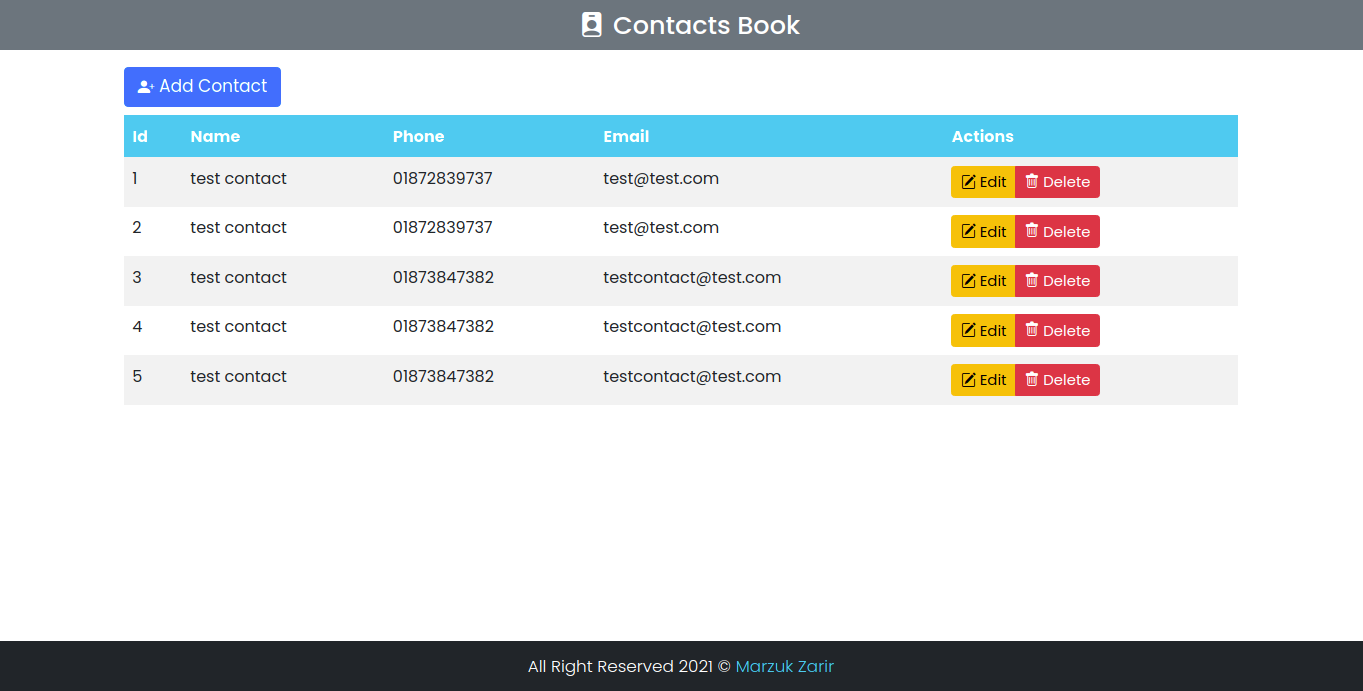 Contacts Book
Add Contact
Id Name Phone Email Actions
1 test contact 01872839737 test@test.com Edit Delete
2 test contact 01872839737 test@test.com Edit Delete
3 test contact 01873847382 testcontact@test.com Edit Delete
4 test contact 01873847382 testcontact@test.com Edit Delete
5 test contact 01873847382 testcontact@test.com Edit Delete
All Right Reserved 2021 © Marzuk Zarir